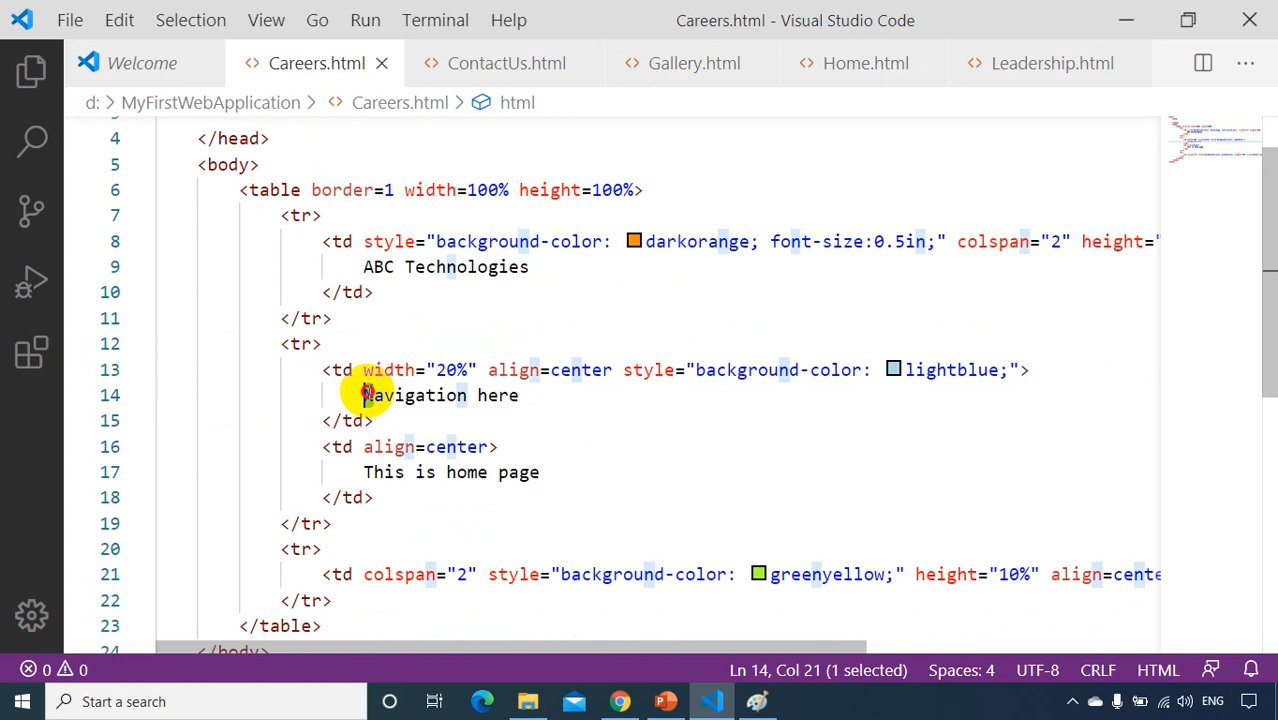 File Edit Selection View Go Run Terminal Help Careers.html - Visual Studio Code
Welcome Careers.html ContactUs.html Gallery.html Home.html Leadership.html
d: > MyFirstWebApplication > Careers.html > html
4 </head>
5 <body>
6 <table border=1 width=100% height=100%>
7 <tr>
8 <td style="background-color: darkorange; font-size:0.5in;" colspan="2" height="
9 ABC Technologies
10 </td>
11 </tr>
12 <tr>
13 <td width="20%" align=center style="background-color: lightblue;">
14 Navigation here
15 </td>
16 <td align=center>
17 This is home page
18 </td>
19 </tr>
20 <tr>
21 <td colspan="2" style="background-color: greenyellow;" height="10%" align=cente
22 </tr>
23 </table>
24 </body>
0 0 Ln 14, Col 21 (1 selected) Spaces: 4 UTF-8 CRLF HTML
Start a search ENG